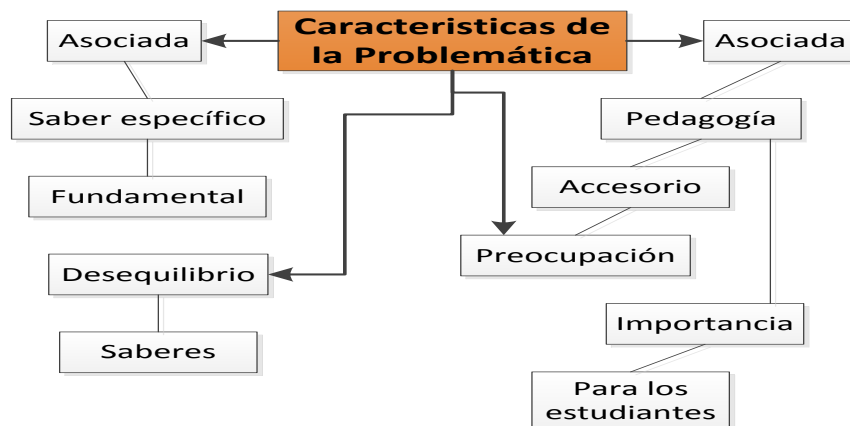 Caracteristicas de
la Problemática
Asociada
Asociada
Saber específico
Pedagogía
Fundamental
Accesorio
Preocupación
Desequilibrio
Importancia
Saberes
Para los
estudiantes